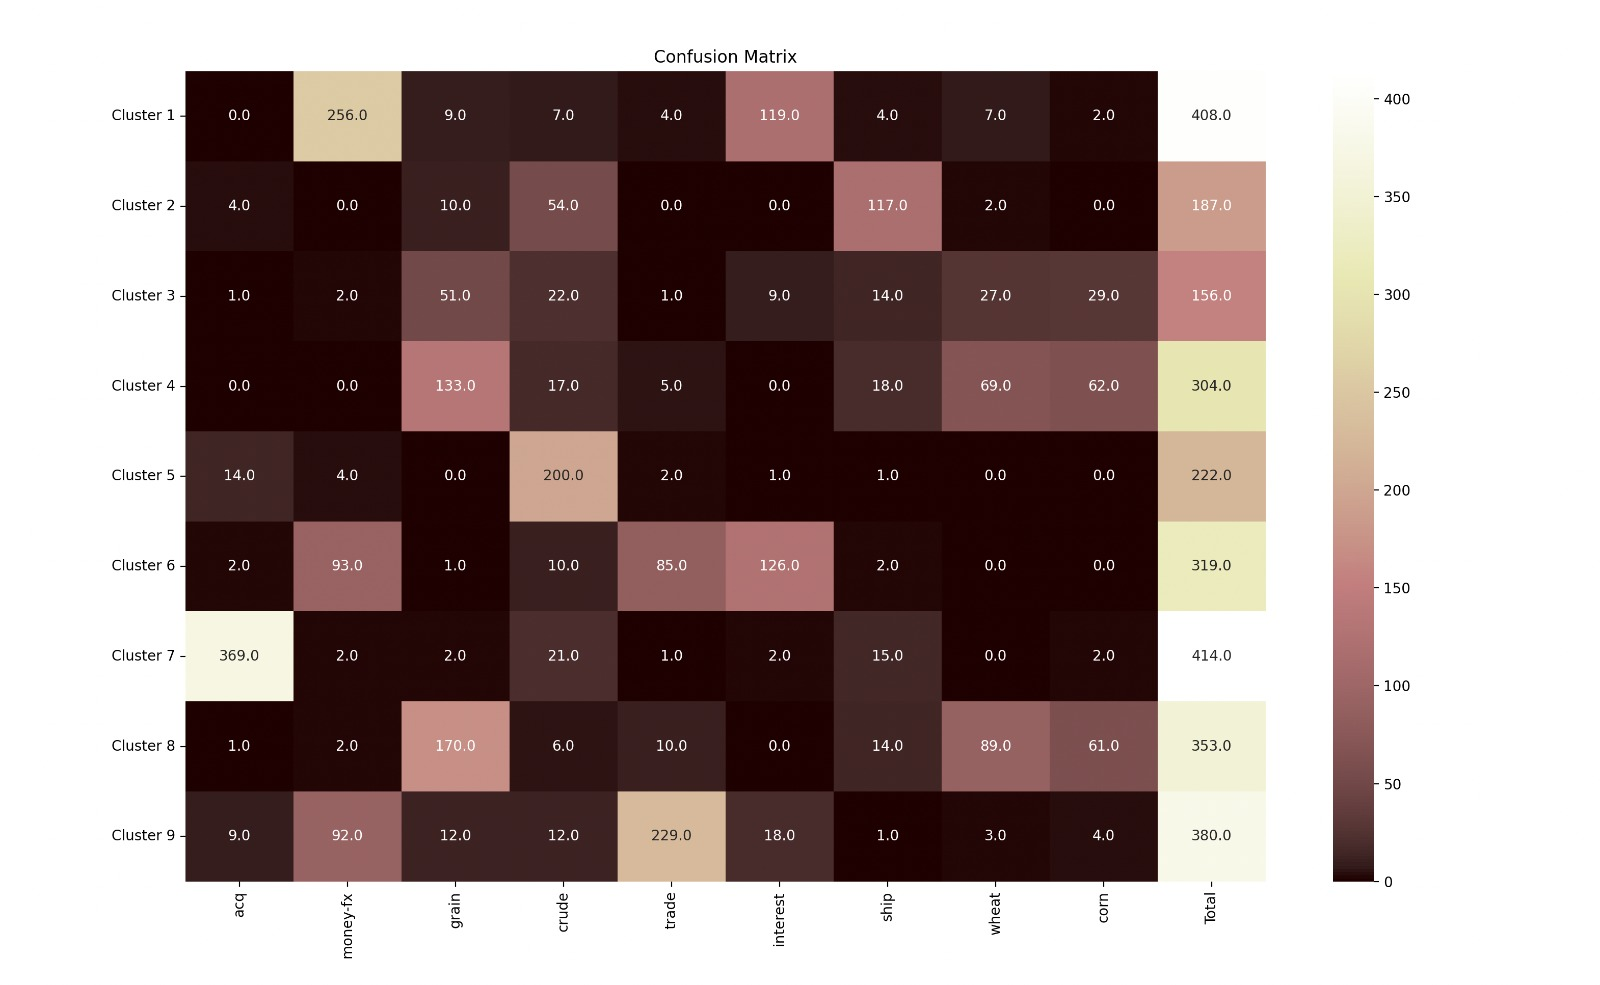 Confusion Matrix
Cluster 1 0.0 256.0 9.0 7.0 4.0 119.0 4.0 7.0 2.0 408.0
Cluster 2 4.0 0.0 10.0 54.0 0.0 0.0 117.0 2.0 0.0 187.0
Cluster 3 1.0 2.0 51.0 22.0 1.0 9.0 14.0 27.0 29.0 156.0
Cluster 4 0.0 0.0 133.0 17.0 5.0 0.0 18.0 69.0 62.0 304.0
Cluster 5 14.0 4.0 0.0 200.0 2.0 1.0 1.0 0.0 0.0 222.0
Cluster 6 2.0 93.0 1.0 10.0 85.0 126.0 2.0 0.0 0.0 319.0
Cluster 7 369.0 2.0 2.0 21.0 1.0 2.0 15.0 0.0 2.0 414.0
Cluster 8 1.0 2.0 170.0 6.0 10.0 0.0 14.0 89.0 61.0 353.0
Cluster 9 9.0 92.0 12.0 12.0 229.0 18.0 1.0 3.0 4.0 380.0
acq money-fx grain crude trade interest ship wheat corn Total
400
350
300
250
200
150
100
50
0